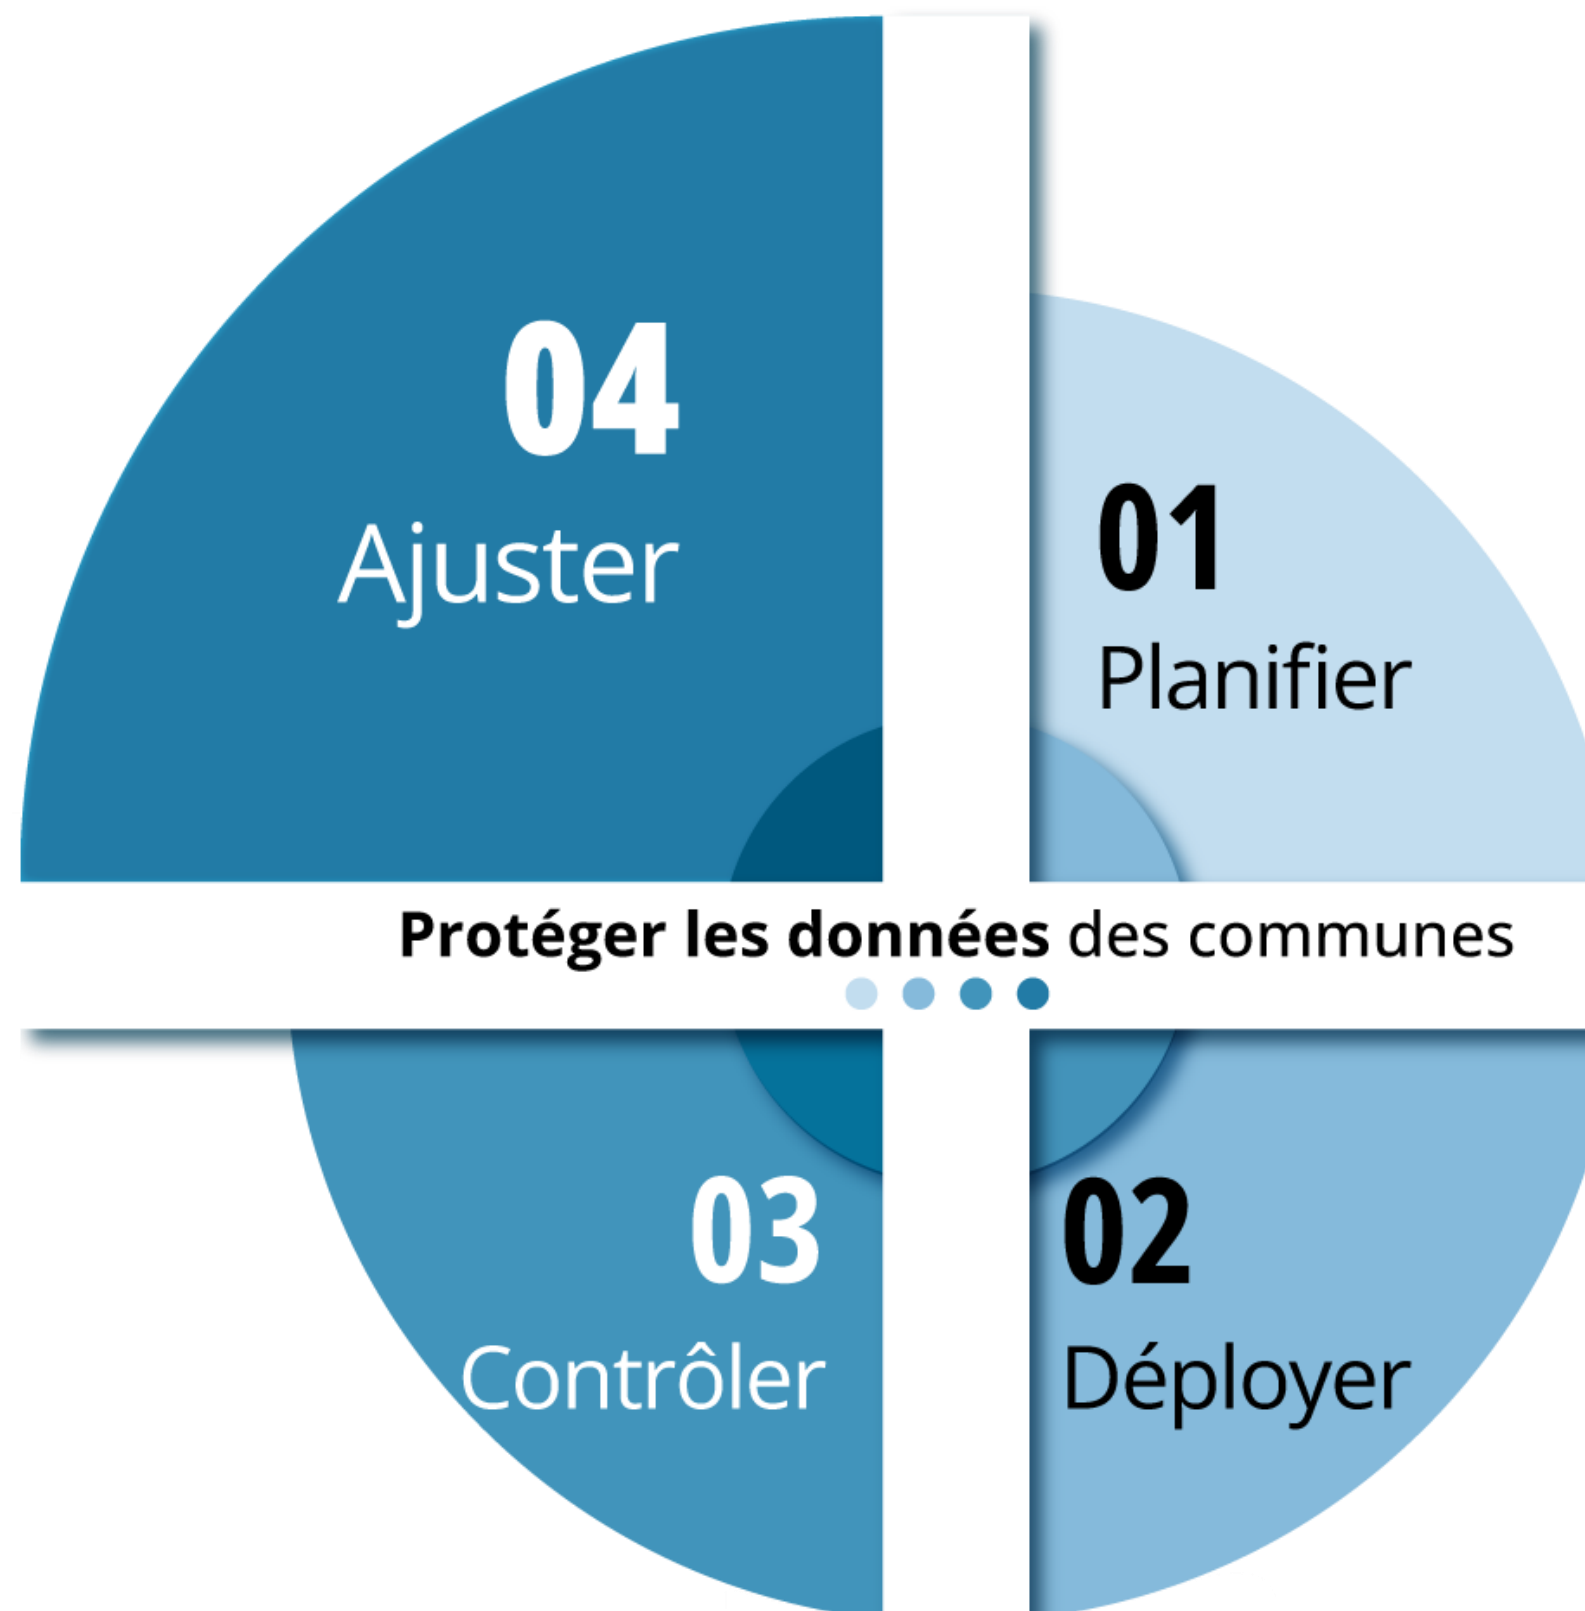 04
Ajuster
01
Planifier
Protéger les données des communes
03
Contrôler
02
Déployer